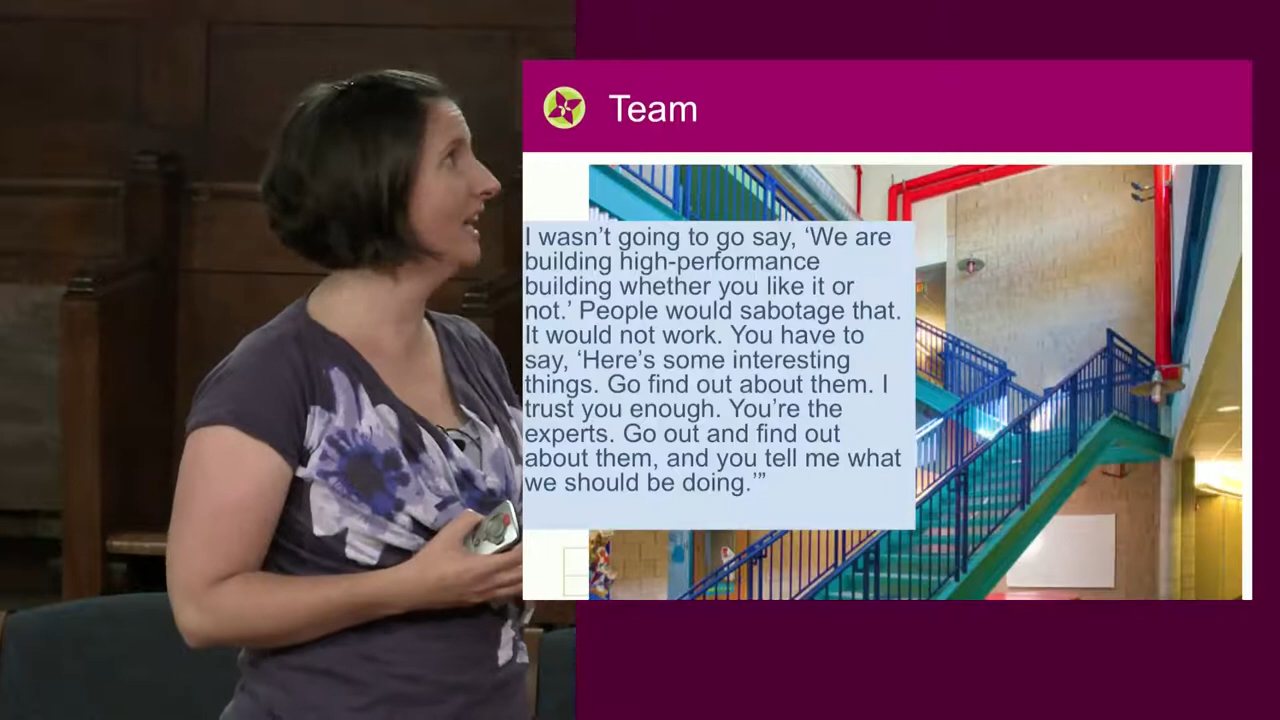 Team
I wasn’t going to go say, ‘We are
building high-performance
building whether you like it or
not.’ People would sabotage that.
It would not work. You have to
say, ‘Here’s some interesting
things. Go find out about them. I
trust you enough. You’re the
experts. Go out and find out
about them, and you tell me what
we should be doing.’”